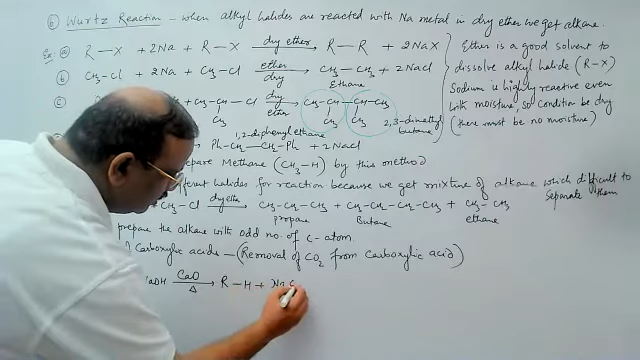 ⑥ Wurtz Reaction - when alkyl halides are reacted with Na metal in dry ether we get alkane.
Ex. ⓐ R—X + 2Na + R—X —dry ether→ R—R + 2NaX
ⓑ CH₃—Cl + 2Na + CH₃—Cl —ether dry→ CH₃—CH₃ + 2NaCl
Ethane
ⓒ + CH₃—CH—Cl —dry ether→ CH₃—CH—CH—CH₃
CH₃ CH₃ CH₃
2,3-dimethyl butane
1,2-diphenyl ethane
→ Ph-CH₂—CH₂-Ph + 2NaCl
Methane (CH₃—H) by this method
halides for reaction because we get mixture of alkane which difficult to
Separate them
CH₃—Cl —dry ether→ CH₃—CH₂—CH₃ + CH₃—CH₂—CH₂—CH₃ + CH₃—CH₃
propane Butane ethane
prepare the alkane with odd no. of C-atom.
Carboxylic acids — (Removal of CO₂ from Carboxylic acid)
—CaO Δ→ R—H +
Ether is a good solvent to
dissolve alkyl halide (R-X)
Sodium is highly reactive even
with moisture, so condition be dry
(there must be no moisture)